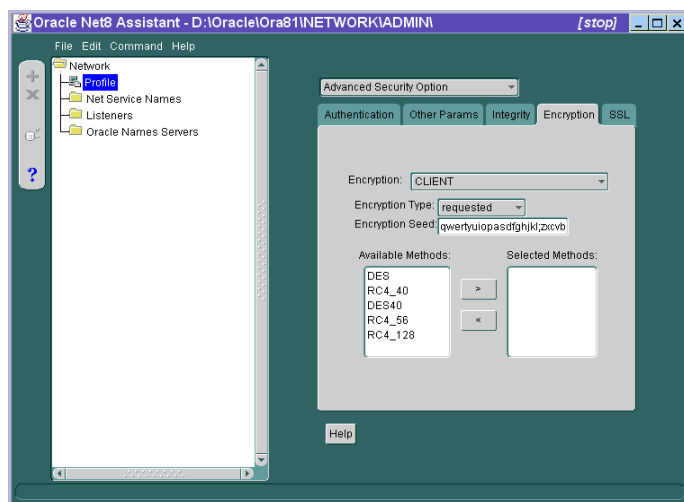 Oracle Net8 Assistant - D:\Oracle\Ora81\NETWORK\ADMIN\ [stop]
File Edit Command Help
Network
Profile
Net Service Names
Listeners
Oracle Names Servers
?
Advanced Security Option
Authentication Other Params Integrity Encryption SSL
Encryption: CLIENT
Encryption Type: requested
Encryption Seed: qwertyuiopasdfghjkl;zxcvb
Available Methods: Selected Methods:
DES
RC4_40
DES40
RC4_56
RC4_128
>
<
Help